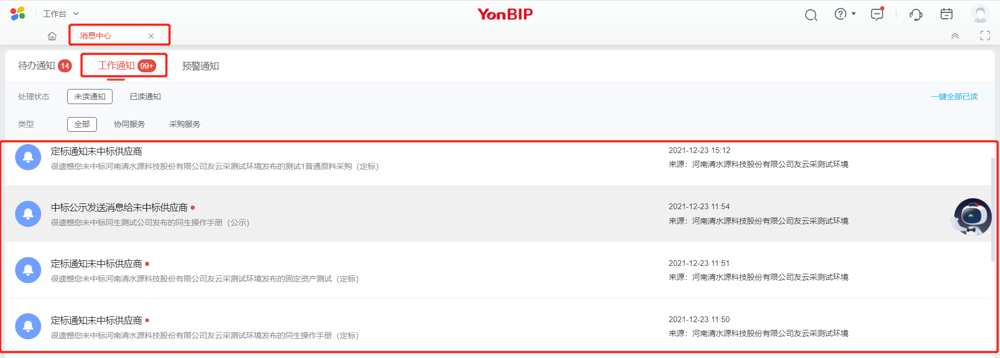 工作台
YonBIP
消息中心
待办通知 14 工作通知 99+ 预警通知
处理状态 未读通知 已读通知 一键全部已读
类型 全部 协同服务 采购服务
定标通知未中标供应商
2021-12-23 15:12
很遗憾您未中标河南清水源科技股份有限公司友云采测试环境发布的测试1普通原料采购（定标）
来源：河南清水源科技股份有限公司友云采测试环境
中标公示发送消息给未中标供应商
2021-12-23 11:54
很遗憾您未中标同生测试公司发布的同生操作手册（公示）
来源：河南清水源科技股份有限公司友云采测试环境
定标通知未中标供应商
2021-12-23 11:51
很遗憾您未中标河南清水源科技股份有限公司友云采测试环境发布的固定资产测试（定标）
来源：河南清水源科技股份有限公司友云采测试环境
定标通知未中标供应商
2021-12-23 11:50
很遗憾您未中标河南清水源科技股份有限公司友云采测试环境发布的同生操作手册（定标）
来源：河南清水源科技股份有限公司友云采测试环境